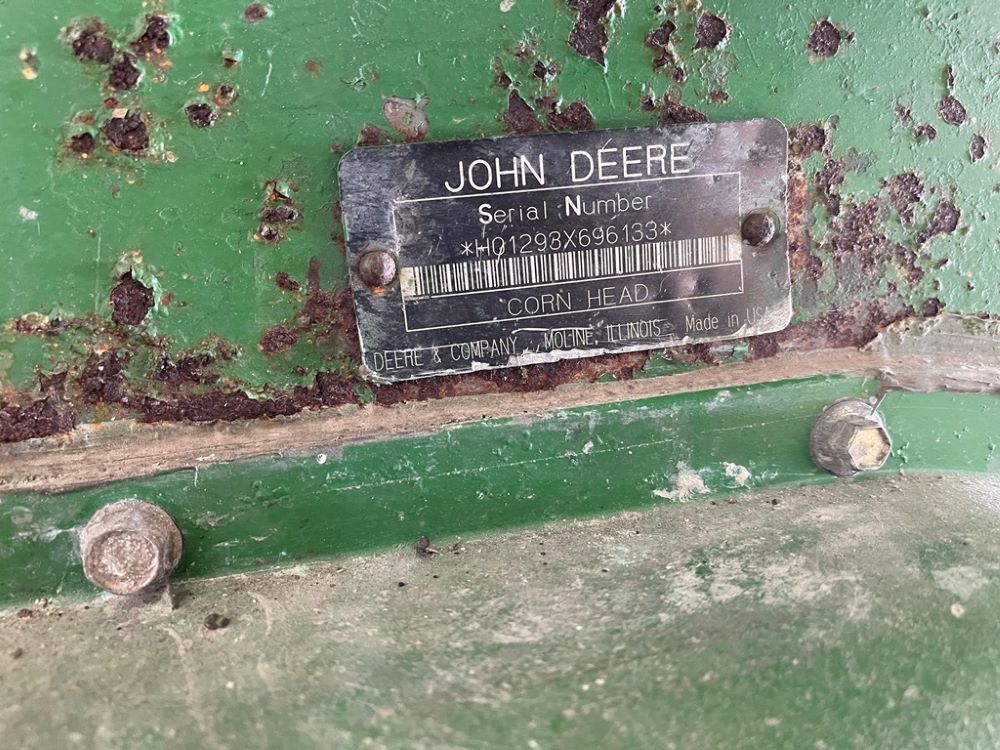 JOHN DEERE
Serial Number
*H01293X696133*
CORN HEAD
DEERE & COMPANY, MOLINE, ILLINOIS Made in USA